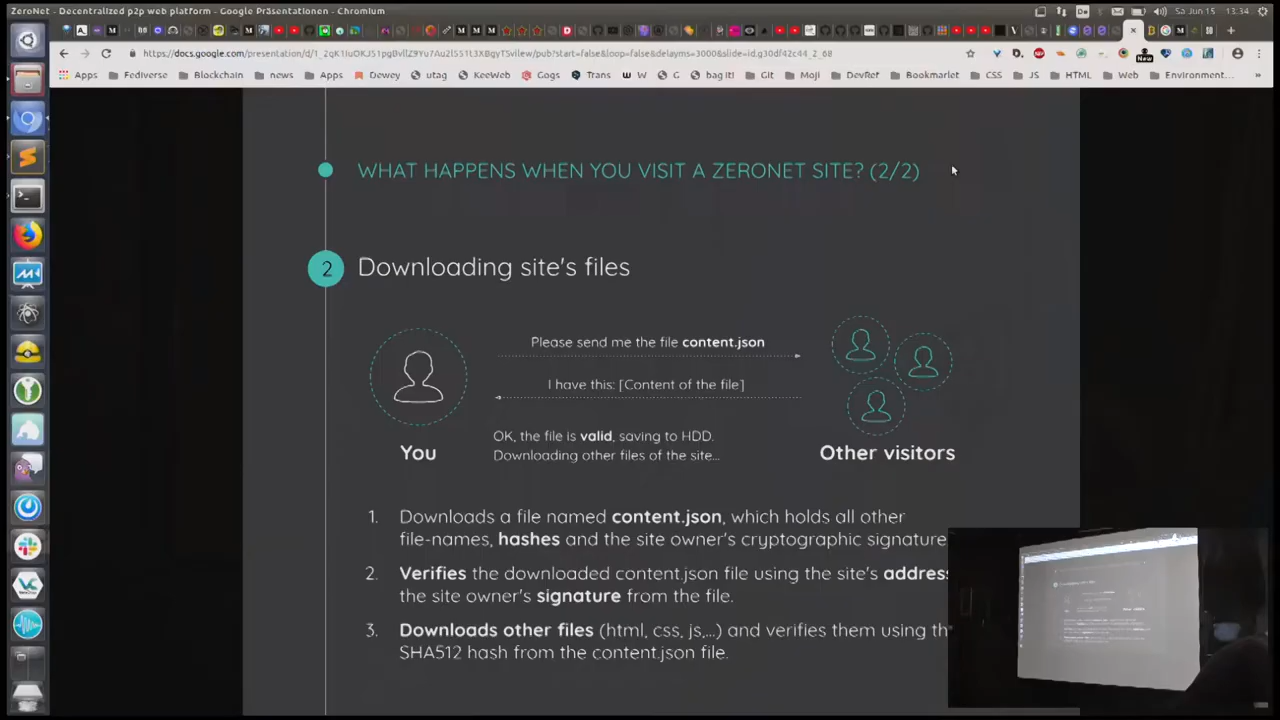 ZeroNet - Decentralized p2p web platform - Google Präsentationen - Chromium
De
Sa Jun 15
13:34
Apps
Fediverse
Blockchain
news
Apps
Dewey
utag
KeeWeb
Gogs
Trans
W
G
bag it!
Git
Moji
DevRef
Bookmarklet
CSS
JS
HTML
Web
Environment...
New
WHAT HAPPENS WHEN YOU VISIT A ZERONET SITE? (2/2)
2
Downloading site's files
Please send me the file content.json
I have this: [Content of the file]
OK, the file is valid, saving to HDD.
Downloading other files of the site...
You
Other visitors
1. Downloads a file named content.json, which holds all other
file-names, hashes and the site owner's cryptographic signature
2. Verifies the downloaded content.json file using the site's address
the site owner's signature from the file.
3. Downloads other files (html, css, js,...) and verifies them using th
SHA512 hash from the content.json file.